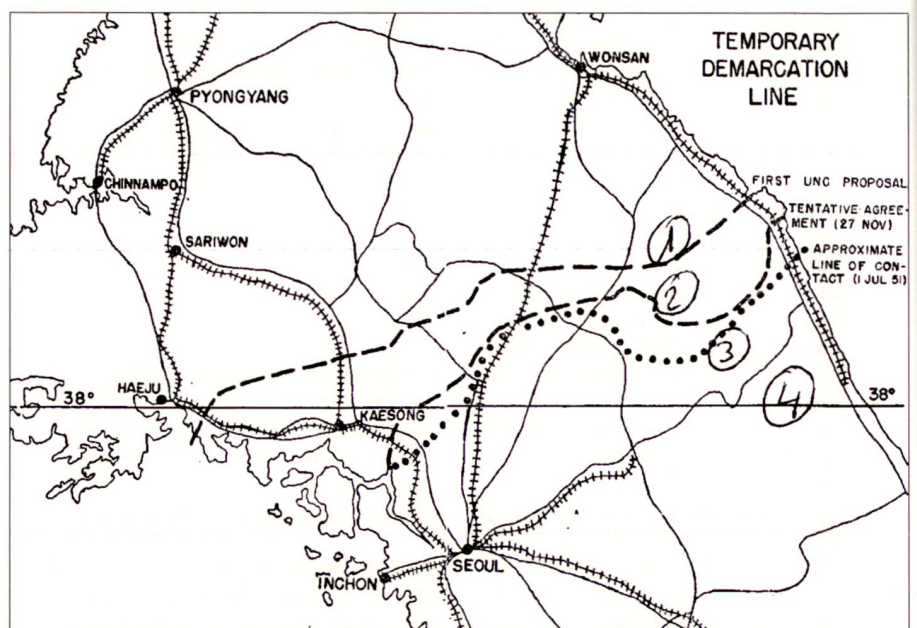 TEMPORARY
DEMARCATION
LINE
WONSAN
PYONGYANG
CHINNAMPO
FIRST UNC PROPOSAL
TENTATIVE AGREE-
MENT (27 NOV)
SARIWON
1
APPROXIMATE
LINE OF CON-
TACT (1 JUL 51)
2
3
HAEJU
38°
4
38°
KAESONG
SEOUL
INCHON